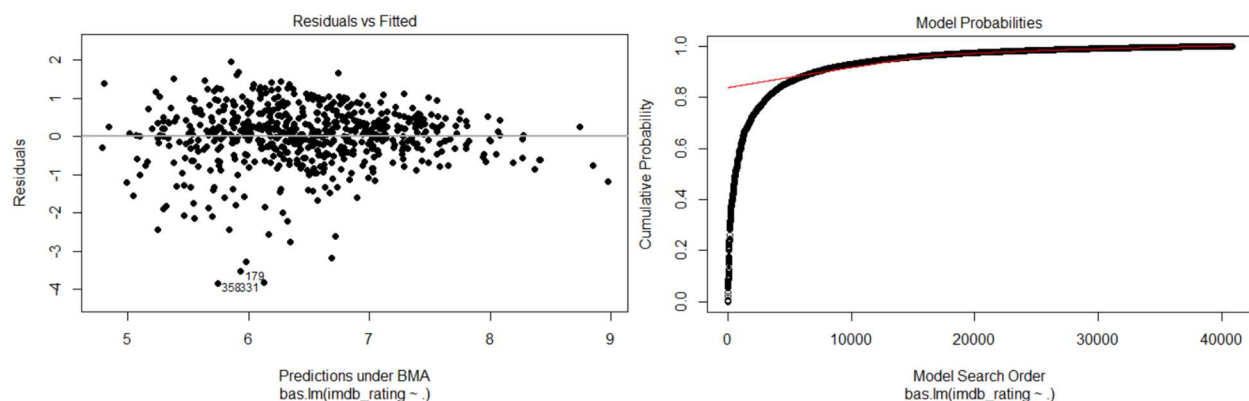 Residuals vs Fitted
Residuals
2
1
0
-1
-2
-3
-4
179
358331
5 6 7 8 9
Predictions under BMA
bas.lm(imdb_rating ~ .)
Model Probabilities
Cumulative Probability
1.0
0.8
0.6
0.4
0.2
0.0
0 10000 20000 30000 40000
Model Search Order
bas.lm(imdb_rating ~ .)